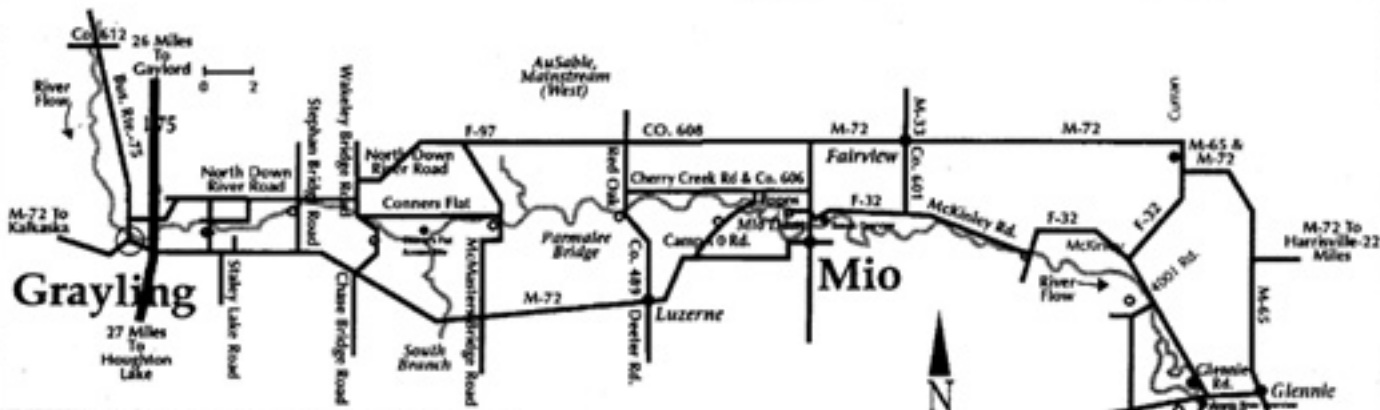 Co. 612
26 Miles
To
Gaylord
0 2
River
Flow
Bus. Rte.-75
I-75
Stephan Bridge Road
Wakeley Bridge Road
AuSable,
Mainstream
(West)
F-97
CO. 608
M-72
M-33
Co. 601
M-72
Curran
M-65 &
M-72
North Down
River Road
North Down
River Road
Red Oak
Fairview
Cherry Creek Rd & Co. 606
Conners Flat
F-32
McKinley Rd.
F-32
F-32
M-72 To
Kalkaska
Parmalee
Bridge
McKinley
M-72 To
Harrisville-22
Miles
Grayling
Mio
River
Flow
4001 Rd.
M-65
Staley Lake Road
Chase Bridge Road
McMasters Bridge Road
Co. 489
Deeter Rd.
M-72
Luzerne
27 Miles
To
Houghton
Lake
South
Branch
N
Glennie
Rd.
Glennie